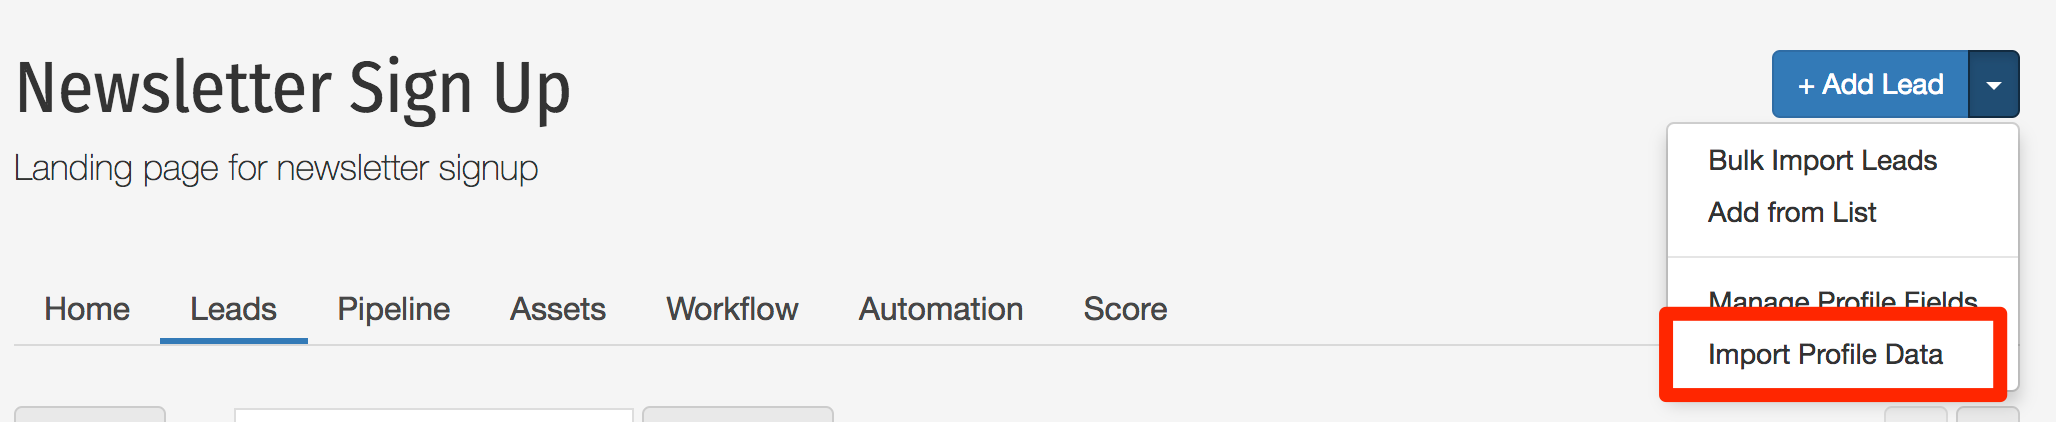 Newsletter Sign Up
+ Add Lead
Landing page for newsletter signup
Bulk Import Leads
Add from List
Manage Profile Fields
Import Profile Data
Home Leads Pipeline Assets Workflow Automation Score